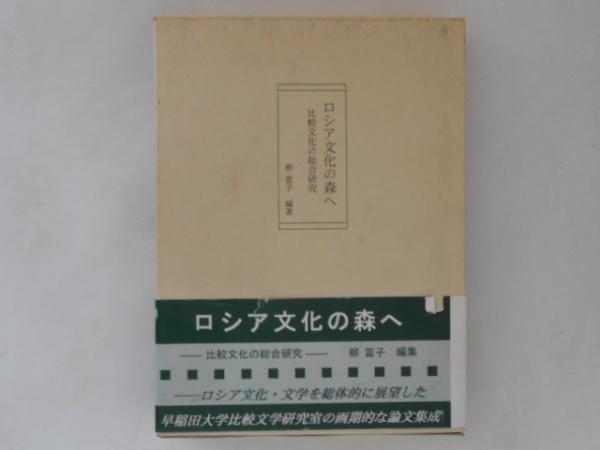 ロシア文化の森へ
比較文化の総合研究
柳 富子 編著
ロシア文化の森へ
――比較文化の総合研究―― 柳 富子 編集
――ロシア文化・文学を総体的に展望した
早稲田大学比較文学研究室の画期的な論文集成